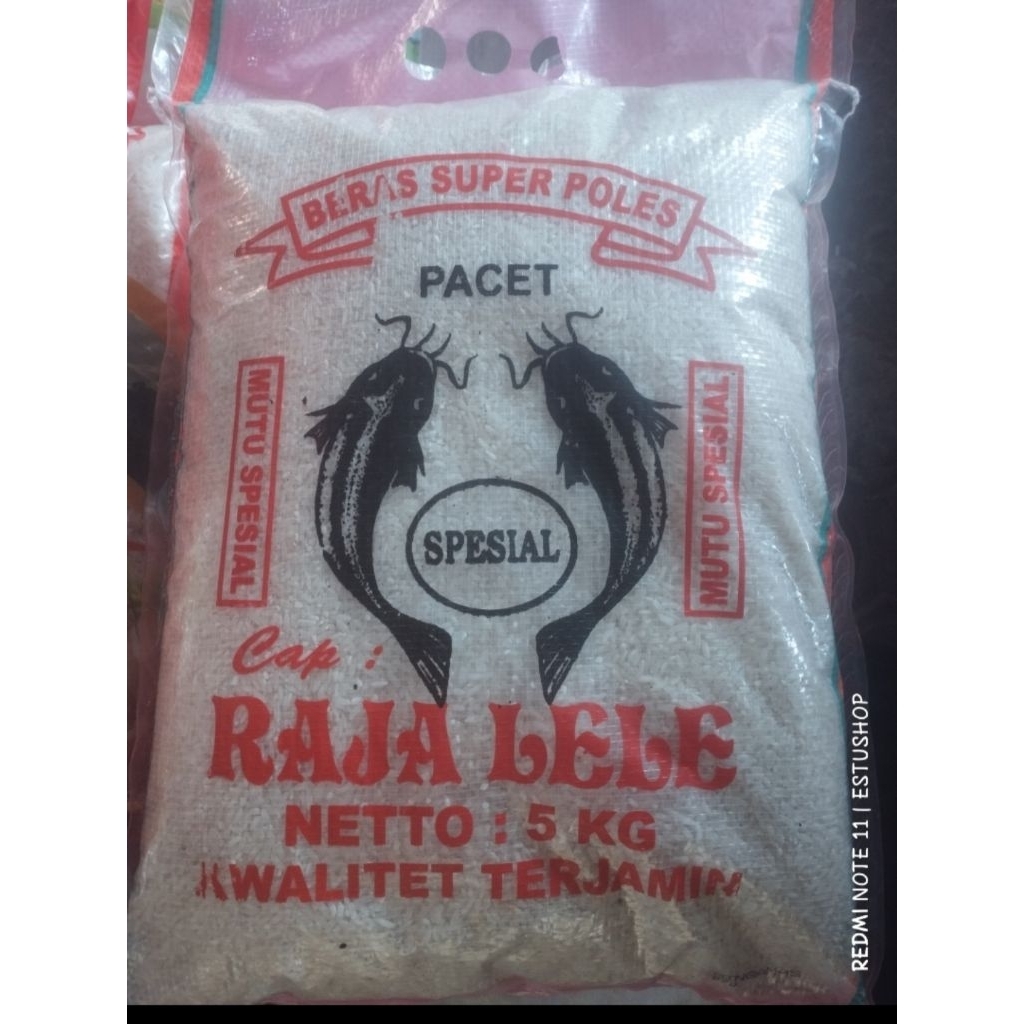 BERAS SUPER POLES
PACET
MUTU SPESIAL
SPESIAL
MUTU SPESIAL
Cap :
RAJA LELE
NETTO : 5 KG
KWALITET TERJAMIN
REDMI NOTE 11 | ESTUSHOP